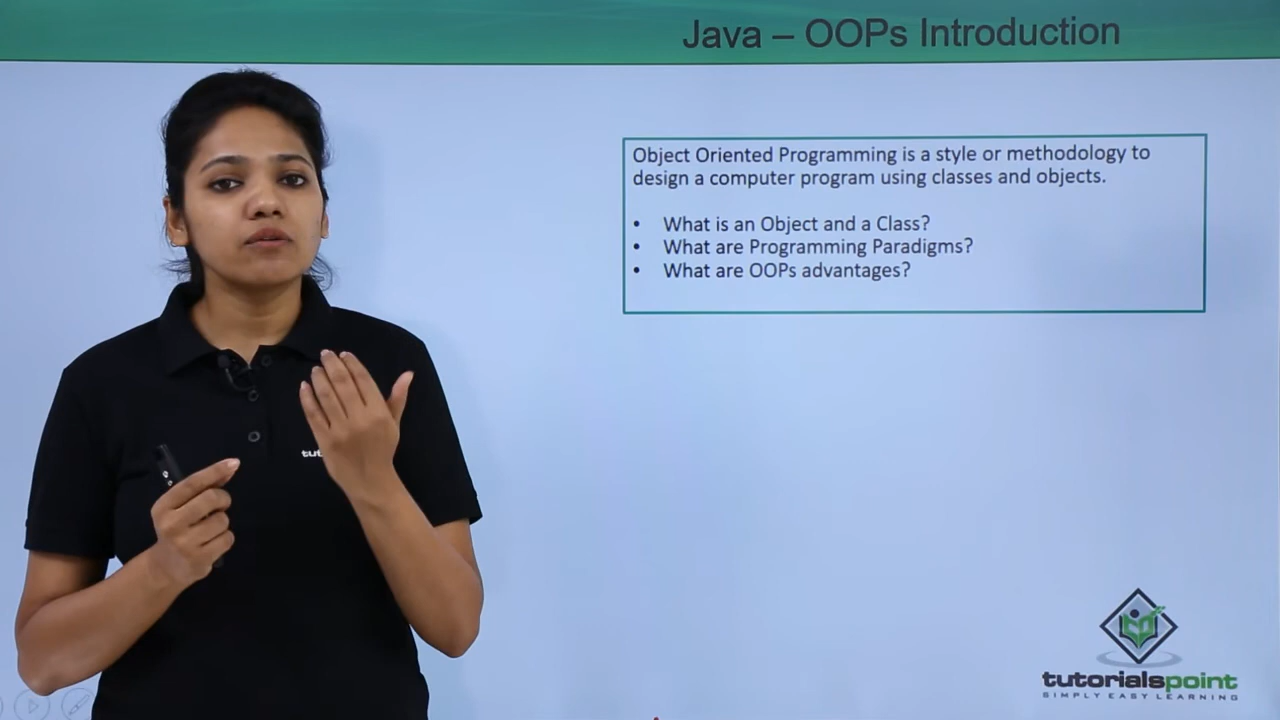 Java – OOPs Introduction
Object Oriented Programming is a style or methodology to
design a computer program using classes and objects.
• What is an Object and a Class?
• What are Programming Paradigms?
• What are OOPs advantages?
tut
tutorialspoint
SIMPLY EASY LEARNING